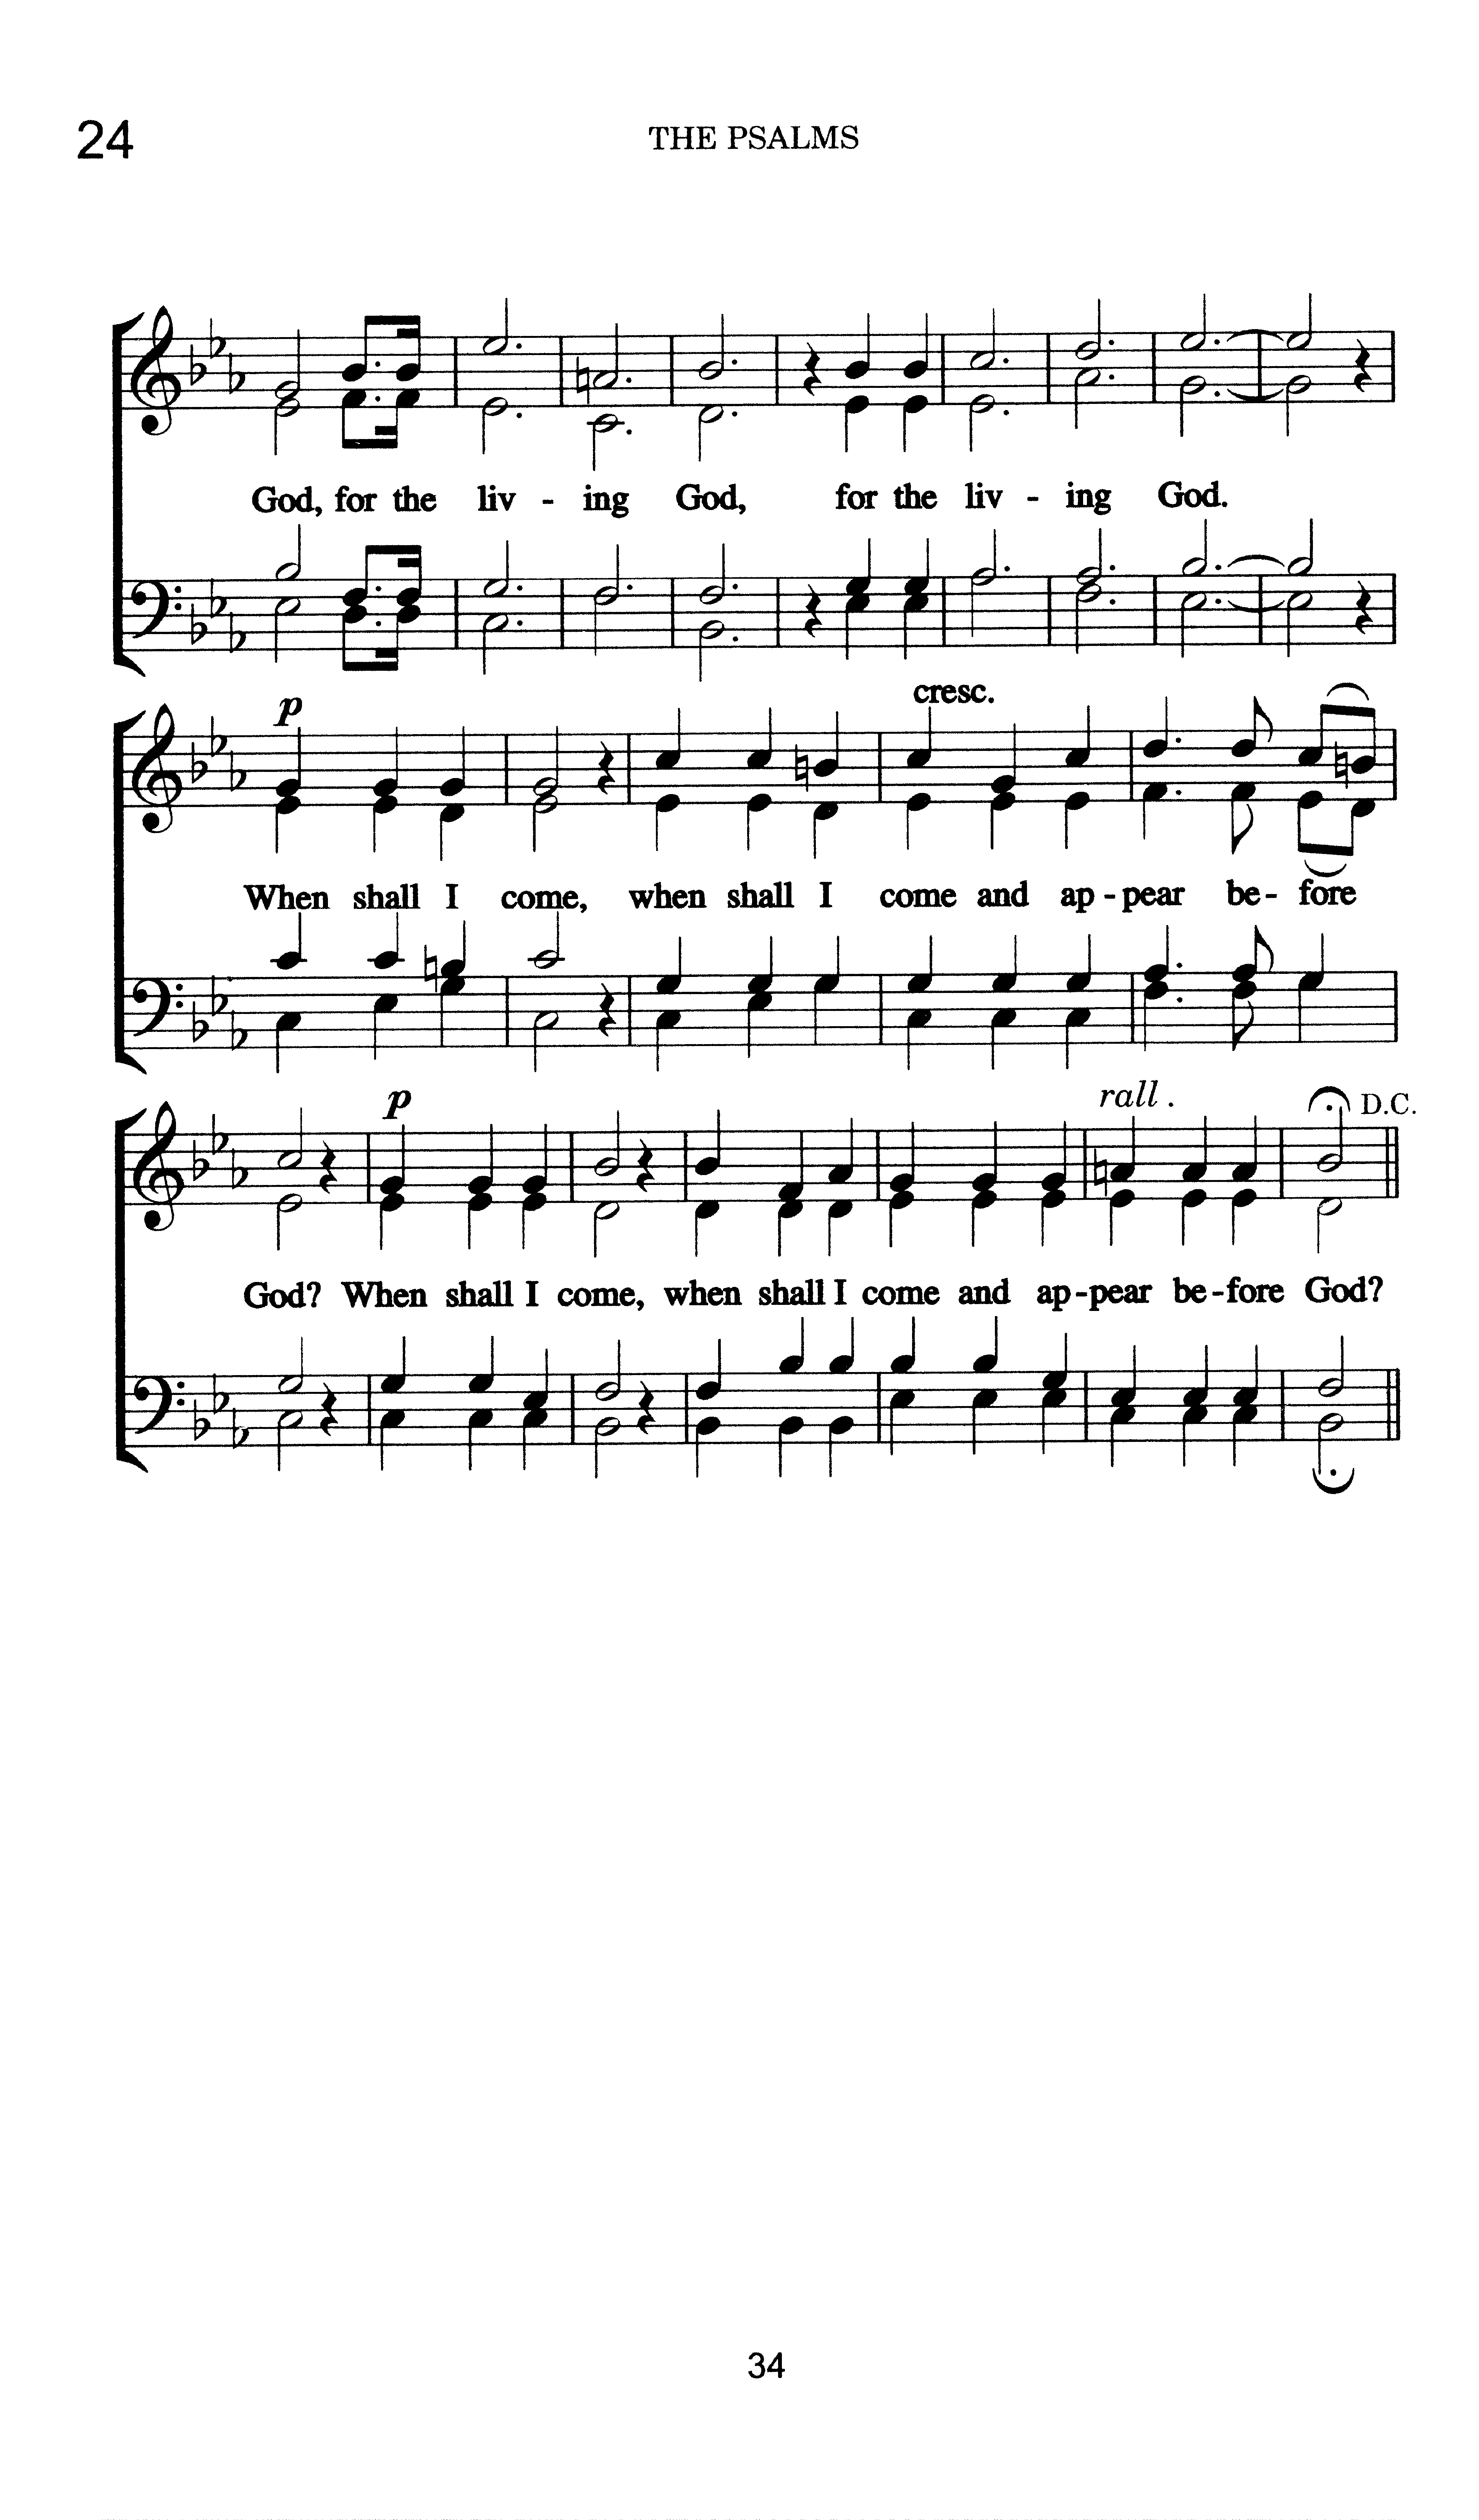 24
THE PSALMS
God, for the liv - ing God, for the liv - ing God.
p
cresc.
When shall I come, when shall I come and ap - pear be - fore
p
rall .
D.C.
God? When shall I come, when shall I come and ap - pear be - fore God?
34